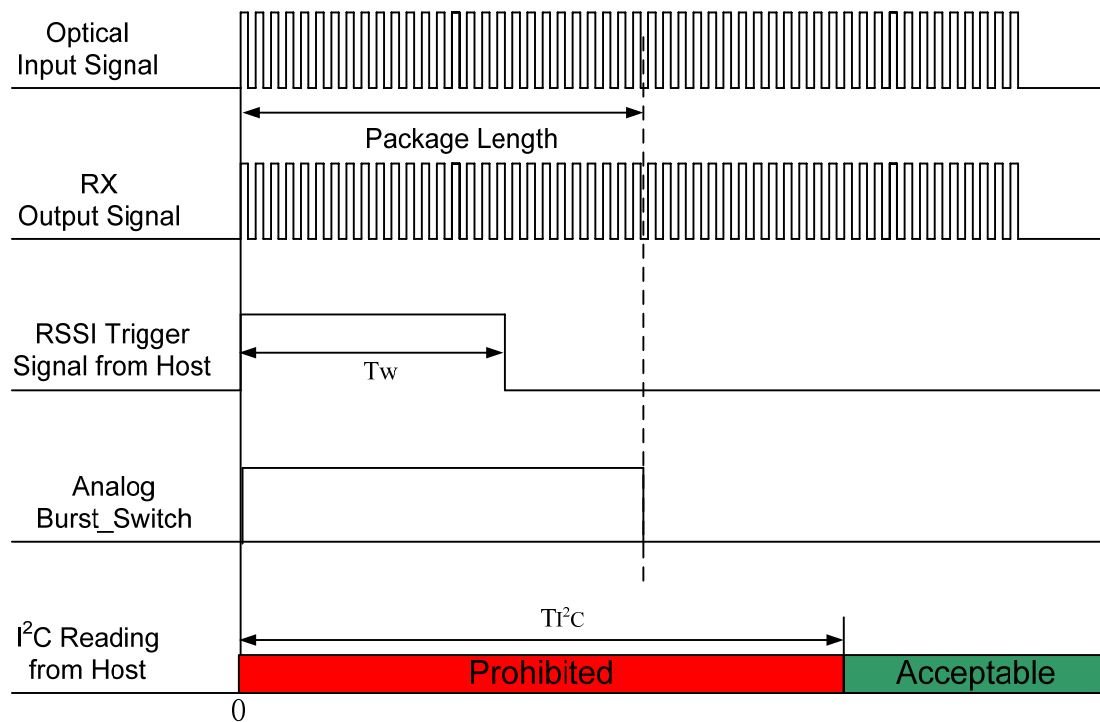 Optical
Input Signal
Package Length
RX
Output Signal
RSSI Trigger
Signal from Host
Tw
Analog
Burst_Switch
TI²C
I²C Reading
from Host
Prohibited
Acceptable
0